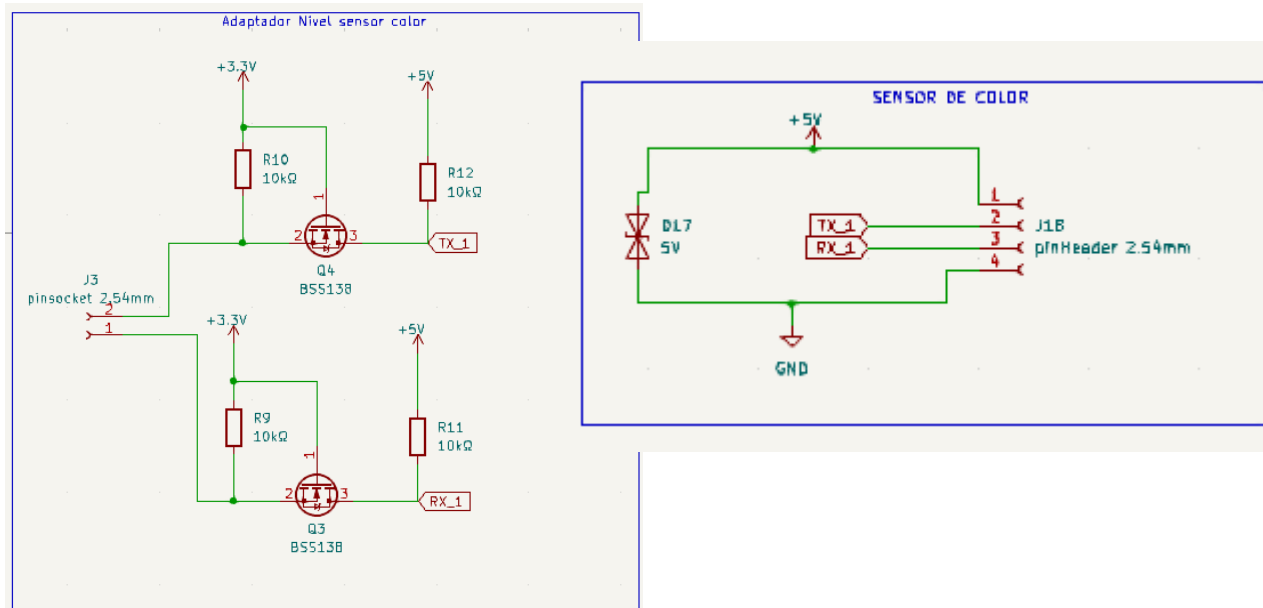 Adaptador Nivel sensor color
+3.3V
+5V
R10
10kΩ
R12
10kΩ
1
2
3
TX_1
Q4
BSS138
J3
pinsocket 2.54mm
2
1
+3.3V
+5V
R9
10kΩ
R11
10kΩ
1
2
3
RX_1
Q3
BSS138
SENSOR DE COLOR
+5V
D17
5V
TX_1
RX_1
1
2
3
4
J18
pinHeader 2.54mm
GND